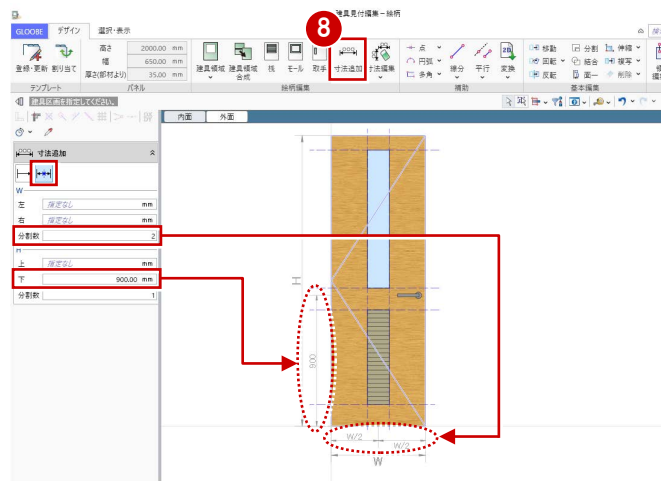 建具見付編集－絵柄
8
GLOOBE デザイン 選択・表示
登録・更新 割り当て
高さ 2000.00 mm
幅 650.00 mm
厚さ(部材より) 35.00 mm
建具領域 建具領域合成 桟 モール 取手 寸法追加 寸法編集
点 円弧 多角 線分 平行 変換
移動 分割 伸縮
回転 結合 複写
反転 面一 削除
テンプレート パネル 絵柄編集 補助 基本編集
建具区画を指定してください。
内面 外面
寸法追加
W
左 指定なし mm
右 指定なし mm
分割数 2
H
上 指定なし mm
下 900.00 mm
分割数 1
H
900
W/2
W/2
W